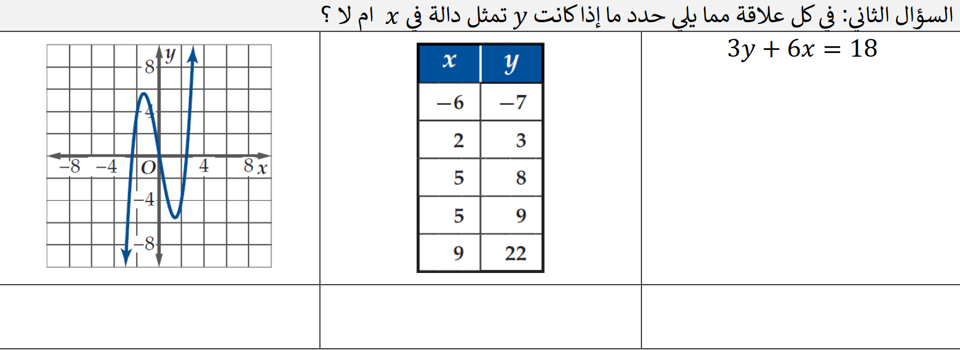 السؤال الثاني: في كل علاقة مما يلي حدد ما إذا كانت y تمثل دالة في x ام لا ؟
3y + 6x = 18
x y
−6 −7
2 3
5 8
5 9
9 22
y
8
4
−8 −4 O 4 8 x
−4
−8